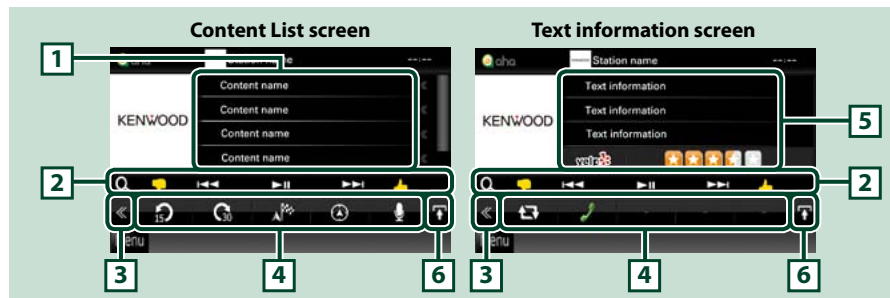 Content List screen
Text information screen
1
aha
Station name
--:--
Content name
Content name
Content name
Content name
KENWOOD
2
15
30
Menu
3
4
6
aha
Station name
--:--
Text information
Text information
Text information
KENWOOD
yelp
5
2
3
4
6